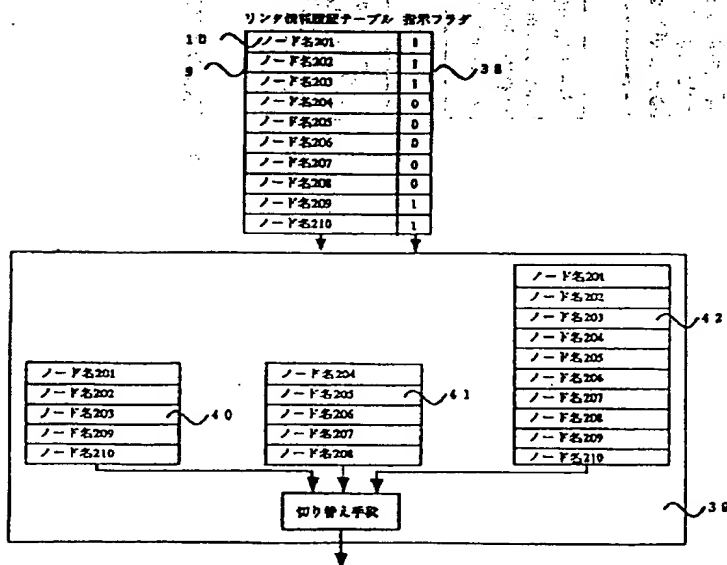 リンク情報履歴テーブル 指示フラグ
10 ノード名201 1
9 ノード名202 1
ノード名203 1 38
ノード名204 0
ノード名205 0
ノード名206 0
ノード名207 0
ノード名208 0
ノード名209 1
ノード名210 1
ノード名201
ノード名202
ノード名203 40
ノード名209
ノード名210
ノード名204
ノード名205 41
ノード名206
ノード名207
ノード名208
ノード名201
ノード名202
ノード名203 42
ノード名204
ノード名205
ノード名206
ノード名207
ノード名208
ノード名209
ノード名210
切り替え手段
39